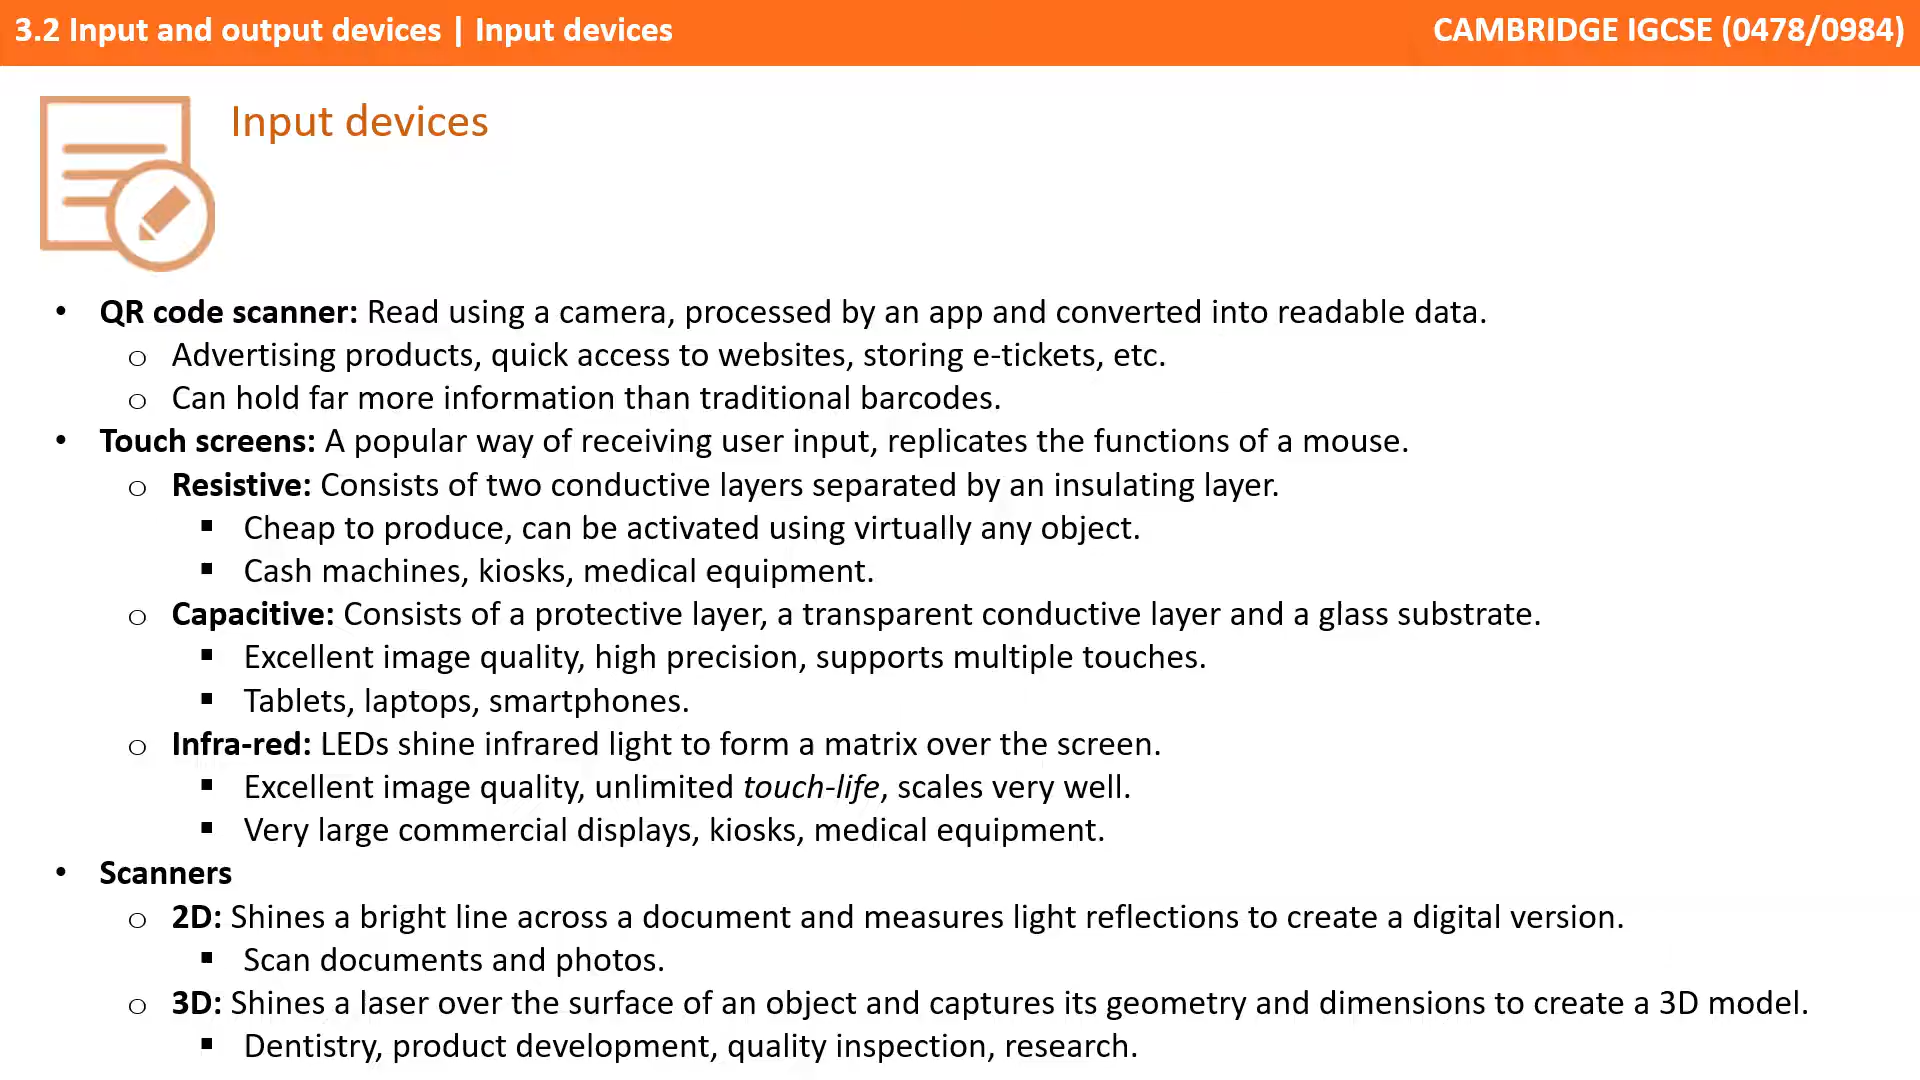 3.2 Input and output devices | Input devices
CAMBRIDGE IGCSE (0478/0984)
Input devices
• QR code scanner: Read using a camera, processed by an app and converted into readable data.
o Advertising products, quick access to websites, storing e-tickets, etc.
o Can hold far more information than traditional barcodes.
• Touch screens: A popular way of receiving user input, replicates the functions of a mouse.
o Resistive: Consists of two conductive layers separated by an insulating layer.
▪ Cheap to produce, can be activated using virtually any object.
▪ Cash machines, kiosks, medical equipment.
o Capacitive: Consists of a protective layer, a transparent conductive layer and a glass substrate.
▪ Excellent image quality, high precision, supports multiple touches.
▪ Tablets, laptops, smartphones.
o Infra-red: LEDs shine infrared light to form a matrix over the screen.
▪ Excellent image quality, unlimited touch-life, scales very well.
▪ Very large commercial displays, kiosks, medical equipment.
• Scanners
o 2D: Shines a bright line across a document and measures light reflections to create a digital version.
▪ Scan documents and photos.
o 3D: Shines a laser over the surface of an object and captures its geometry and dimensions to create a 3D model.
▪ Dentistry, product development, quality inspection, research.